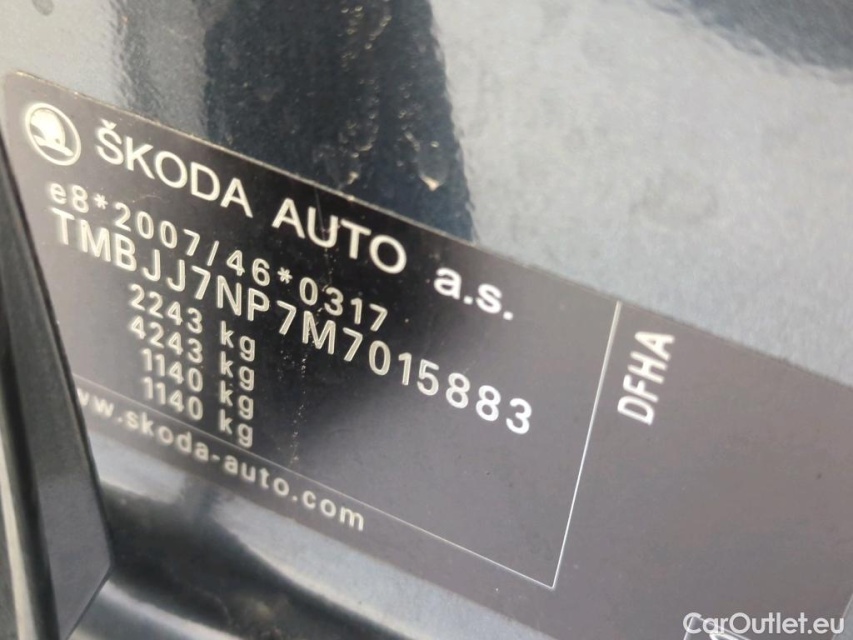 ŠKODA AUTO a.s.
e8*2007/46*0317
TMBJJ7NP7M7015883
2243 kg
4243 kg
1140 kg
1140 kg
www.skoda-auto.com
DFHA
CarOutlet.eu